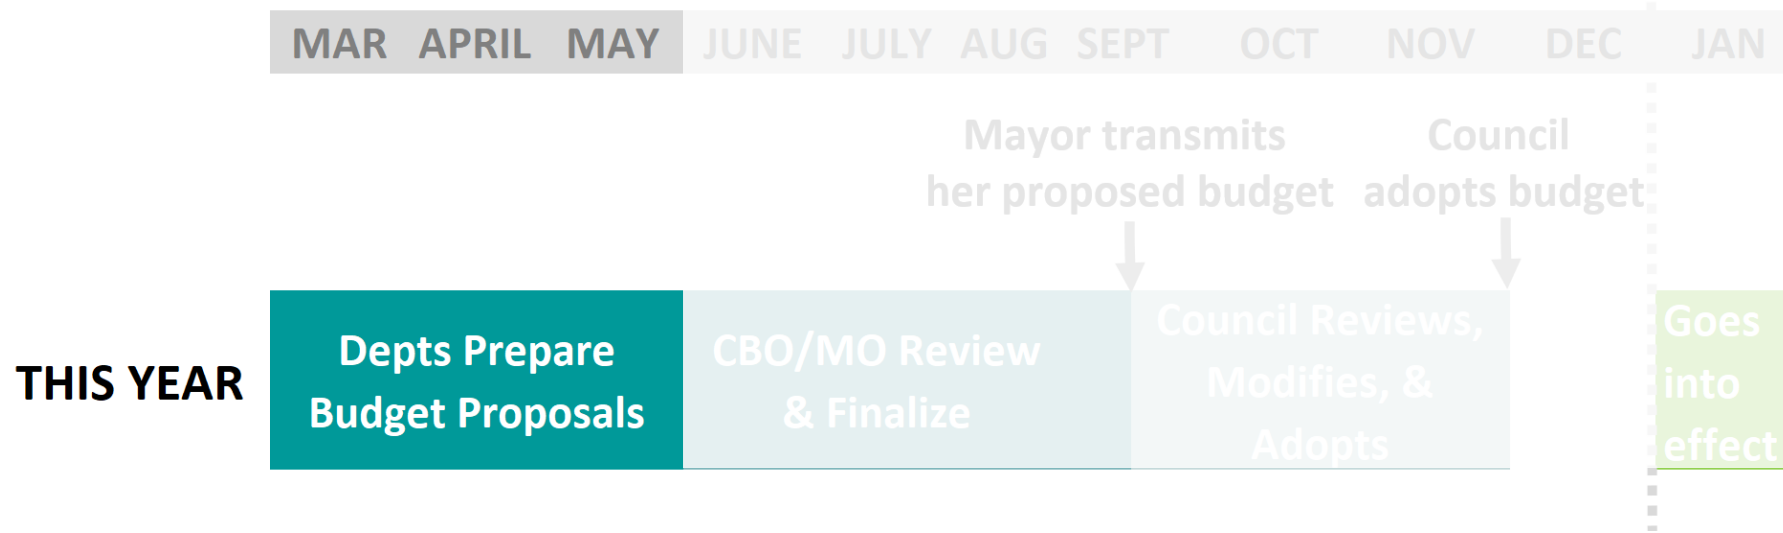 MAR APRIL MAY JUNE JULY AUG SEPT OCT NOV DEC JAN
Mayor transmits
her proposed budget
Council
adopts budget
THIS YEAR
Depts Prepare
Budget Proposals
CBO/MO Review
& Finalize
Council Reviews,
Modifies, &
Adopts
Goes
into
effect